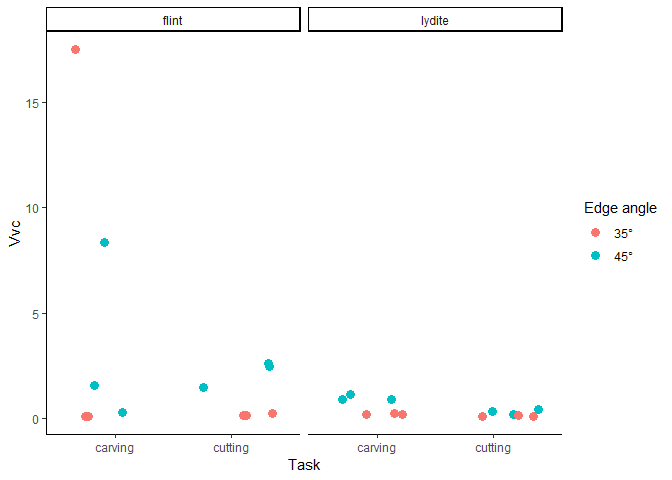 flint
lydite
15
10
5
0
Vvc
carving
cutting
carving
cutting
Task
Edge angle
35°
45°